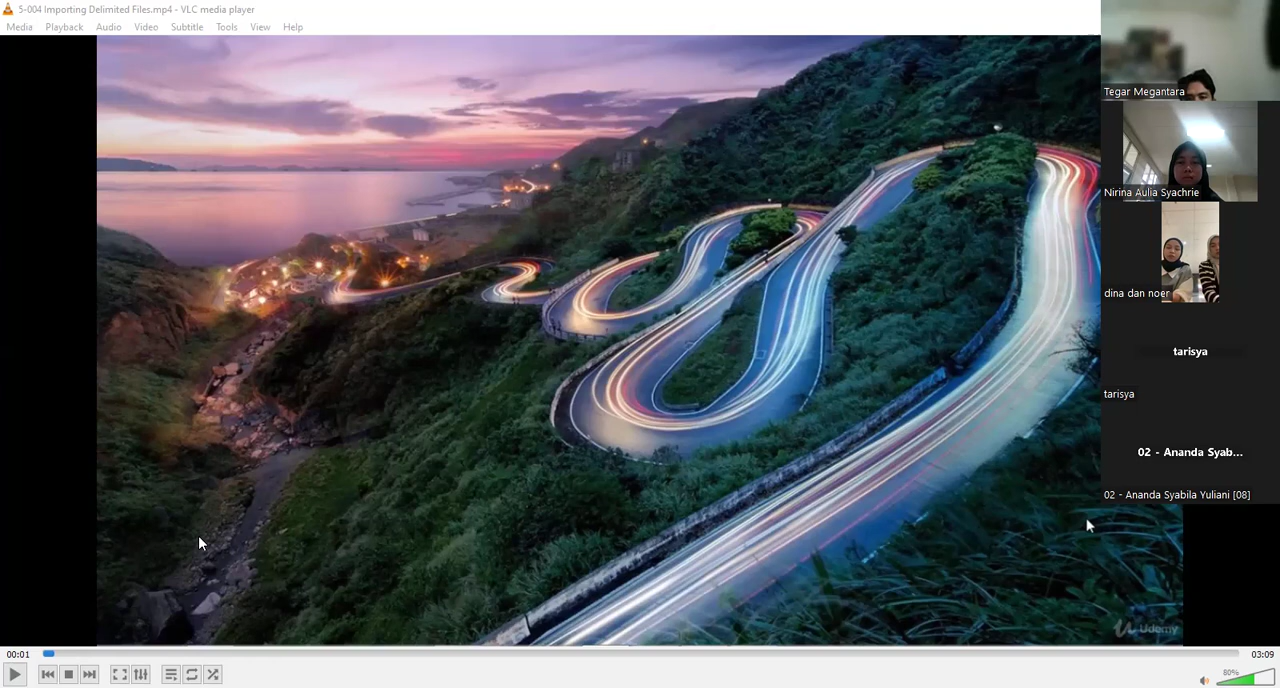 5-004 Importing Delimited Files.mp4 - VLC media player
Media Playback Audio Video Subtitle Tools View Help
Tegar Megantara
Nirina Aulia Syachrie
dina dan noer
tarisya
tarisya
02 - Ananda Syab...
02 - Ananda Syabila Yuliani [08]
Udemy
00:01
03:09
80%